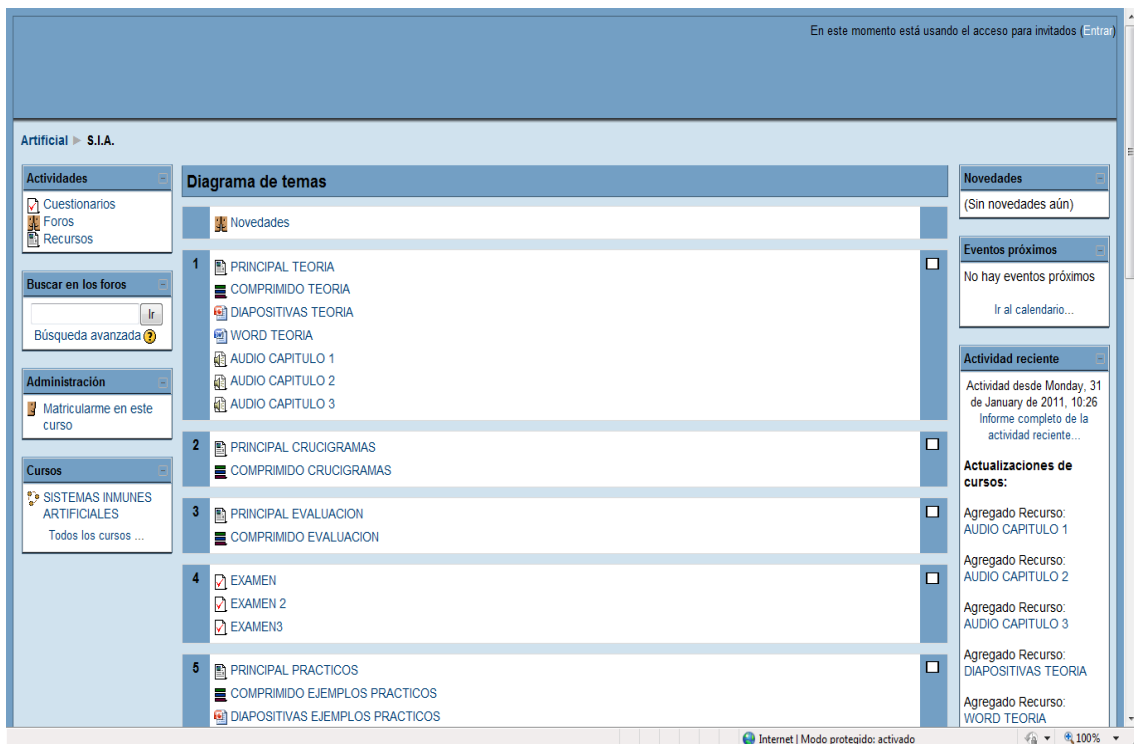 En este momento está usando el acceso para invitados (Entrar)
Artificial ► S.I.A.
Actividades
Cuestionarios
Foros
Recursos
Buscar en los foros
Ir
Búsqueda avanzada
Administración
Matricularme en este
curso
Cursos
SISTEMAS INMUNES
ARTIFICIALES
Todos los cursos ...
Diagrama de temas
Novedades
1
PRINCIPAL TEORIA
COMPRIMIDO TEORIA
DIAPOSITIVAS TEORIA
WORD TEORIA
AUDIO CAPITULO 1
AUDIO CAPITULO 2
AUDIO CAPITULO 3
2
PRINCIPAL CRUCIGRAMAS
COMPRIMIDO CRUCIGRAMAS
3
PRINCIPAL EVALUACION
COMPRIMIDO EVALUACION
4
EXAMEN
EXAMEN 2
EXAMEN3
5
PRINCIPAL PRACTICOS
COMPRIMIDO EJEMPLOS PRACTICOS
DIAPOSITIVAS EJEMPLOS PRACTICOS
Novedades
(Sin novedades aún)
Eventos próximos
No hay eventos próximos
Ir al calendario...
Actividad reciente
Actividad desde Monday, 31
de January de 2011, 10:26
Informe completo de la
actividad reciente...
Actualizaciones de
cursos:
Agregado Recurso:
AUDIO CAPITULO 1
Agregado Recurso:
AUDIO CAPITULO 2
Agregado Recurso:
AUDIO CAPITULO 3
Agregado Recurso:
DIAPOSITIVAS TEORIA
Agregado Recurso:
WORD TEORIA
Internet | Modo protegido: activado
100%